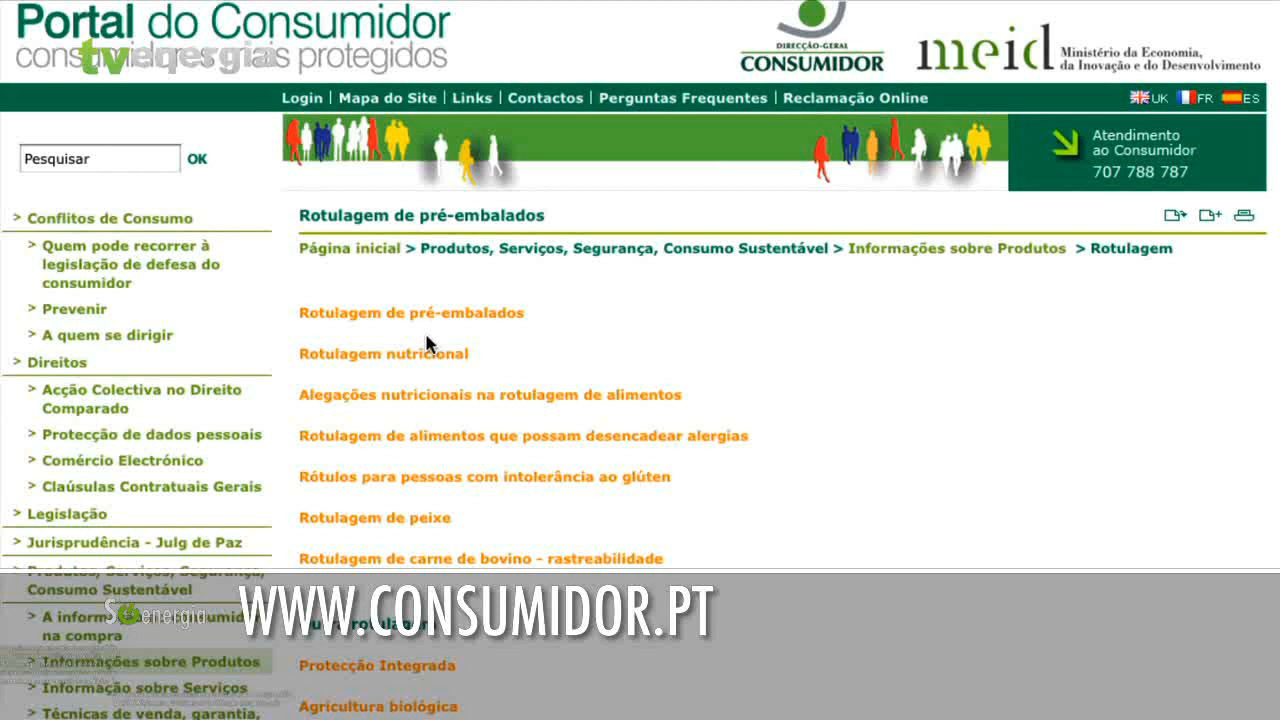 Portal do Consumidor
consumidores mais protegidos
tveqergia
DIRECÇÃO-GERAL
CONSUMIDOR
meid
Ministério da Economia,
da Inovação e do Desenvolvimento
Login | Mapa do Site | Links | Contactos | Perguntas Frequentes | Reclamação Online
UK FR ES
Pesquisar OK
Atendimento
ao Consumidor
707 788 787
> Conflitos de Consumo
> Quem pode recorrer à
legislação de defesa do
consumidor
> Prevenir
> A quem se dirigir
> Direitos
> Acção Colectiva no Direito
Comparado
> Protecção de dados pessoais
> Comércio Electrónico
> Claúsulas Contratuais Gerais
> Legislação
> Jurisprudência - Julg de Paz
Produtos, Serviços, Segurança,
Consumo Sustentável
> A
na compra
> Informações sobre Produtos
> Informação sobre Serviços
> Técnicas de venda, garantia,
Rotulagem de pré-embalados
Página inicial > Produtos, Serviços, Segurança, Consumo Sustentável > Informações sobre Produtos > Rotulagem
Rotulagem de pré-embalados
Rotulagem nutricional
Alegações nutricionais na rotulagem de alimentos
Rotulagem de alimentos que possam desencadear alergias
Rótulos para pessoas com intolerância ao glúten
Rotulagem de peixe
Rotulagem de carne de bovino - rastreabilidade
Protecção Integrada
Agricultura biológica
WWW.CONSUMIDOR.PT